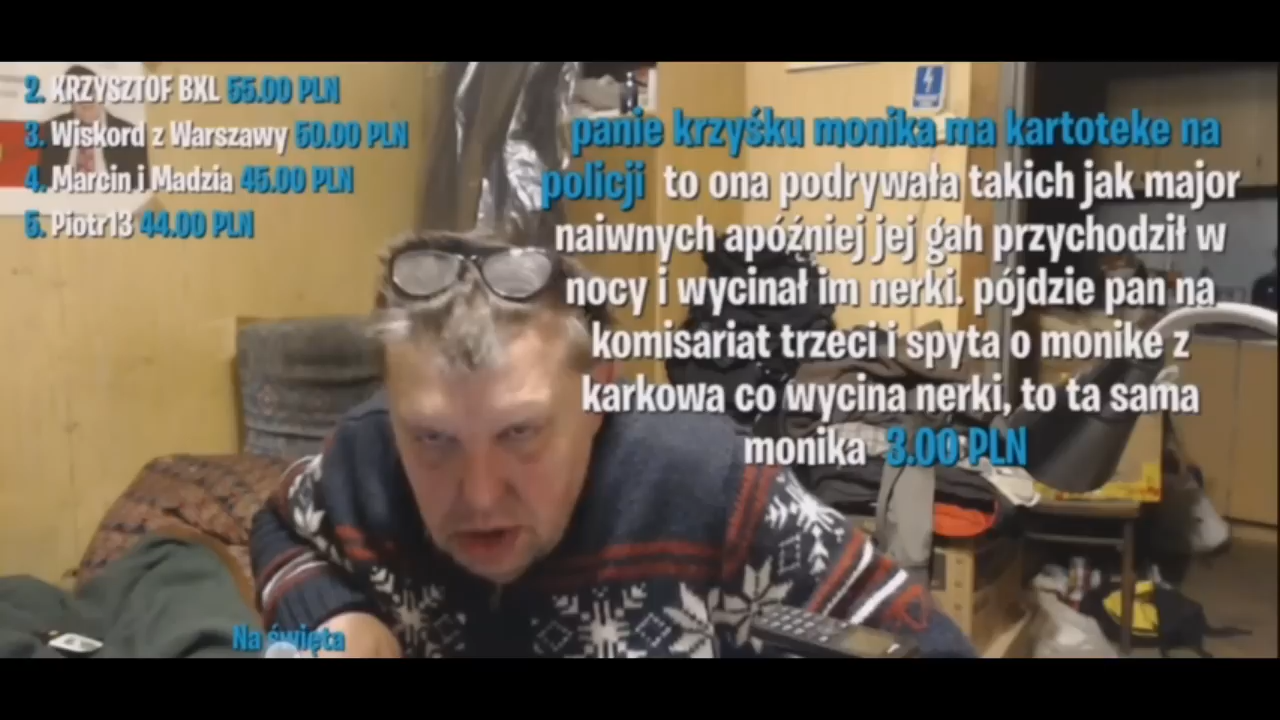 2. KRZYSZTOF BXL 55.00 PLN
3. Wiskord z Warszawy 50.00 PLN
4. Marcin i Madzia 45.00 PLN
5. Piotr13 44.00 PLN
panie krzyśku monika ma kartoteke na
policji to ona podrywała takich jak major
naiwnych apóźniej jej gah przychodził w
nocy i wycinał im nerki. pójdzie pan na
komisariat trzeci i spyta o monike z
karkowa co wycina nerki, to ta sama
monika 3.00 PLN
Na święta